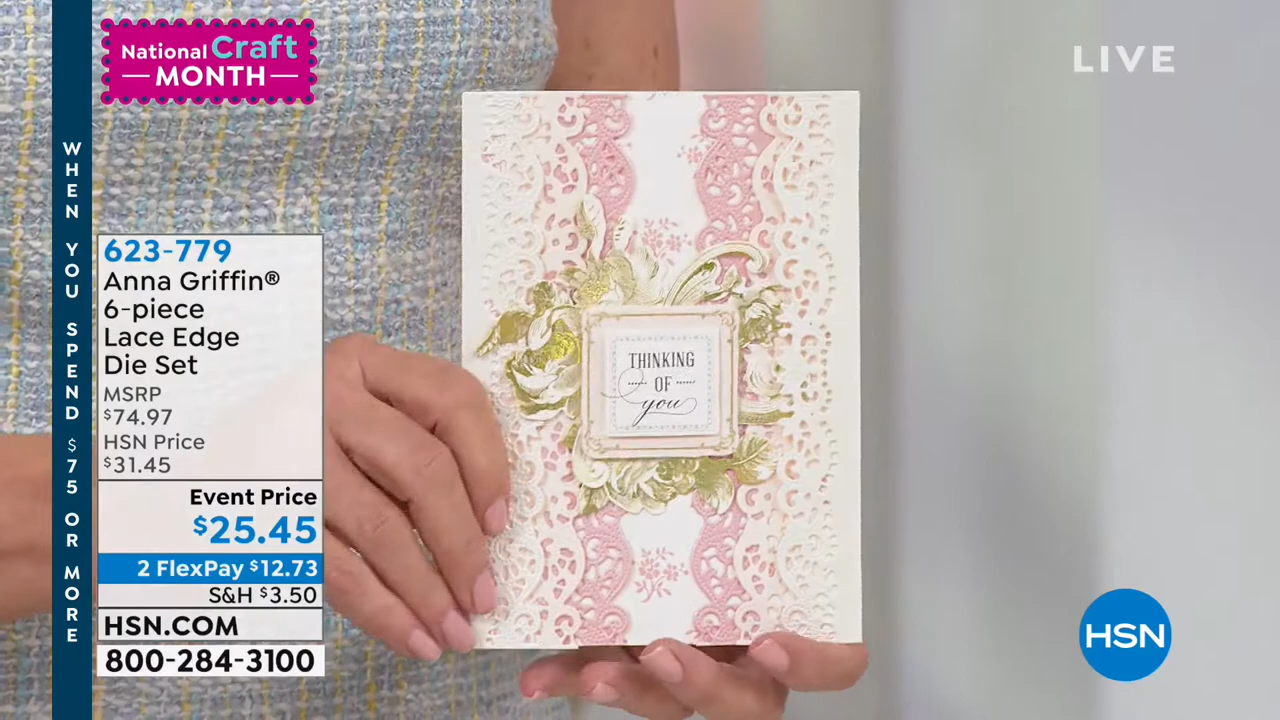 National Craft
MONTH
LIVE
WHEN YOU SPEND $75 OR MORE
623-779
Anna Griffin®
6-piece
Lace Edge
Die Set
MSRP
$74.97
HSN Price
$31.45
Event Price
$25.45
2 FlexPay $12.73
S&H $3.50
HSN.COM
800-284-3100
THINKING
OF
you
HSN